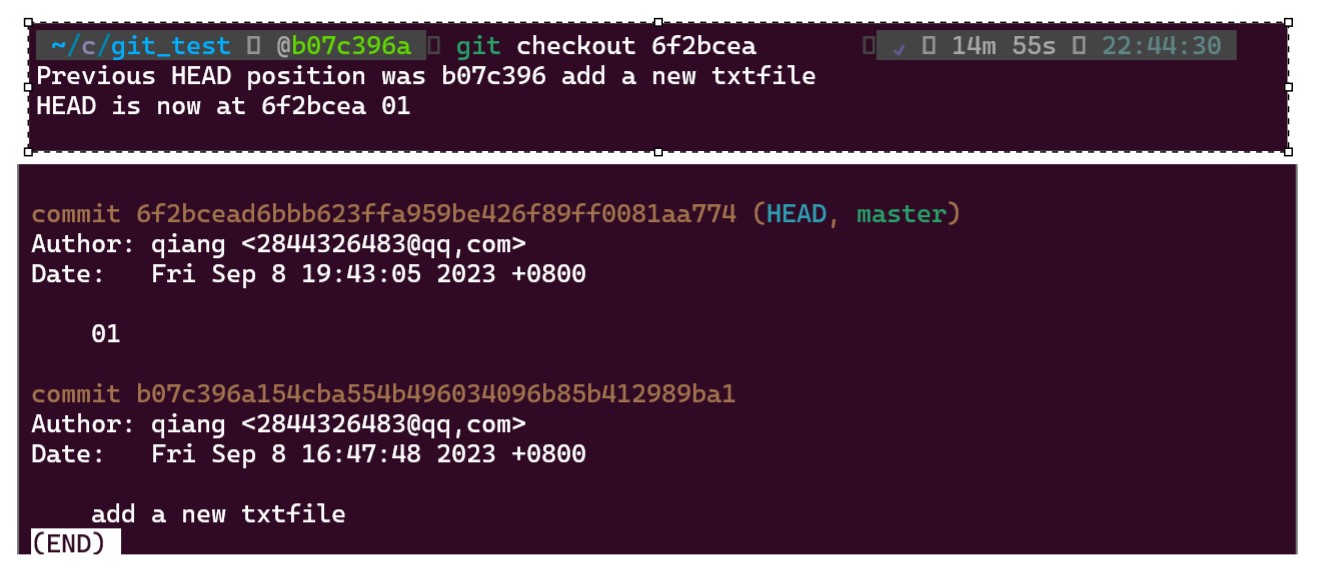 ~/c/git_test @b07c396a git checkout 6f2bcea 14m 55s 22:44:30
Previous HEAD position was b07c396 add a new txtfile
HEAD is now at 6f2bcea 01
commit 6f2bcead6bbb623ffa959be426f89ff0081aa774 (HEAD, master)
Author: qiang <2844326483@qq,com>
Date:   Fri Sep 8 19:43:05 2023 +0800
01
commit b07c396a154cba554b496034096b85b412989ba1
Author: qiang <2844326483@qq,com>
Date:   Fri Sep 8 16:47:48 2023 +0800
add a new txtfile
(END)